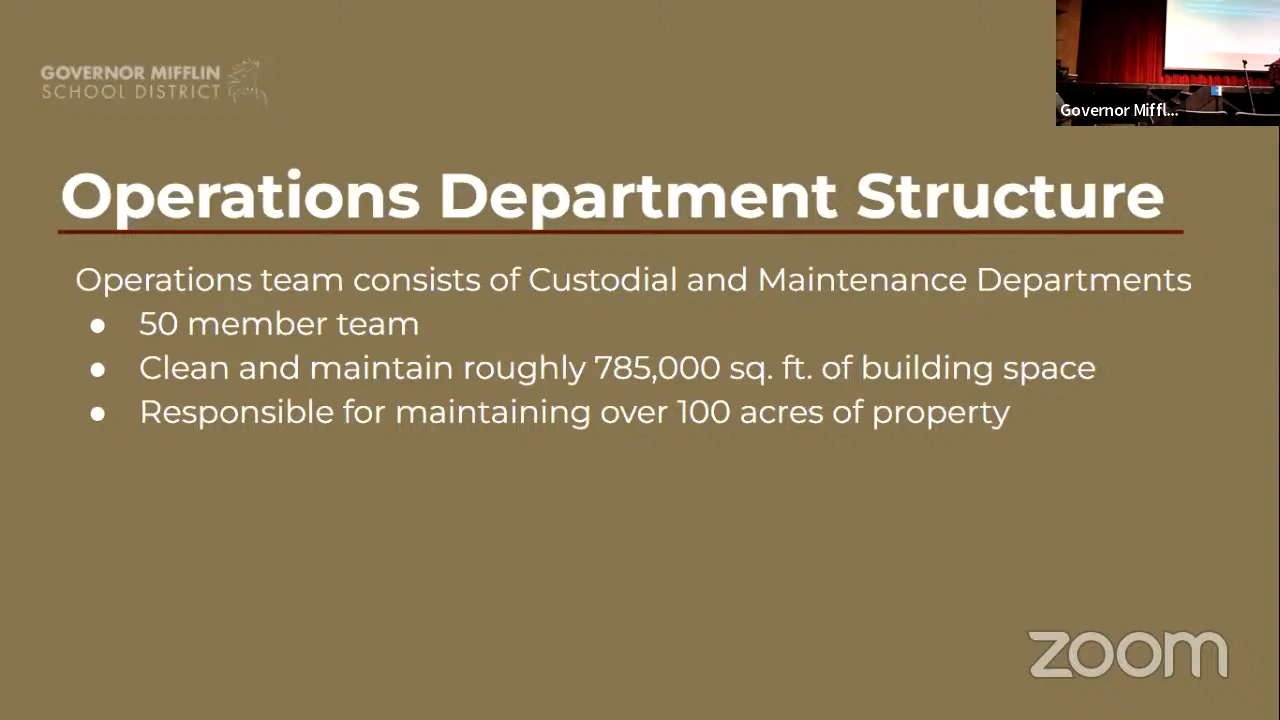 GOVERNOR MIFFLIN
SCHOOL DISTRICT
Governor Miffl...
Operations Department Structure
Operations team consists of Custodial and Maintenance Departments
● 50 member team
● Clean and maintain roughly 785,000 sq. ft. of building space
● Responsible for maintaining over 100 acres of property
zoom